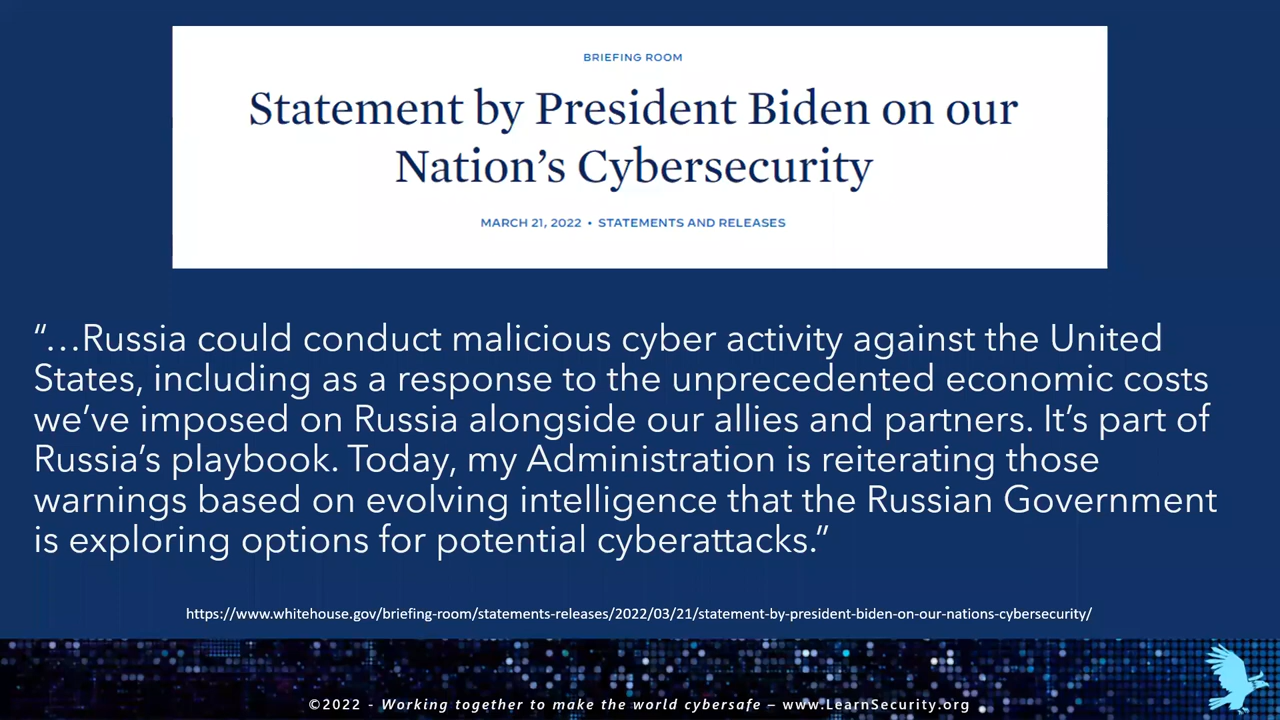 BRIEFING ROOM
Statement by President Biden on our
Nation’s Cybersecurity
MARCH 21, 2022 • STATEMENTS AND RELEASES
“…Russia could conduct malicious cyber activity against the United
States, including as a response to the unprecedented economic costs
we’ve imposed on Russia alongside our allies and partners. It’s part of
Russia’s playbook. Today, my Administration is reiterating those
warnings based on evolving intelligence that the Russian Government
is exploring options for potential cyberattacks.”
https://www.whitehouse.gov/briefing-room/statements-releases/2022/03/21/statement-by-president-biden-on-our-nations-cybersecurity/
©2022 - Working together to make the world cybersafe – www.LearnSecurity.org